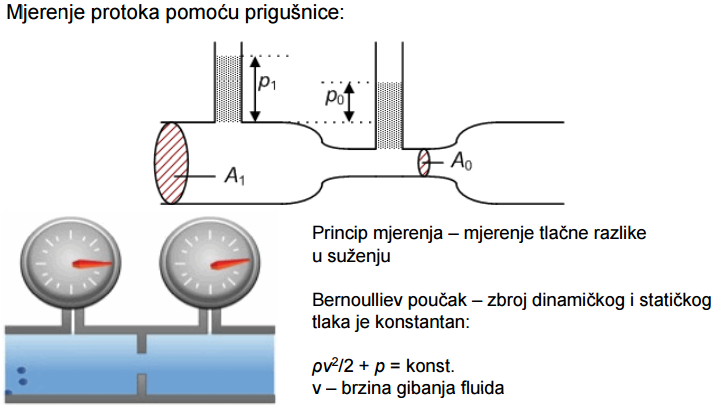 Mjerenje protoka pomoću prigušnice:
p₁
p₀
A₁
A₀
Princip mjerenja – mjerenje tlačne razlike
u suženju
Bernoulliev poučak – zbroj dinamičkog i statičkog
tlaka je konstantan:
ρv²/2 + p = konst.
v – brzina gibanja fluida